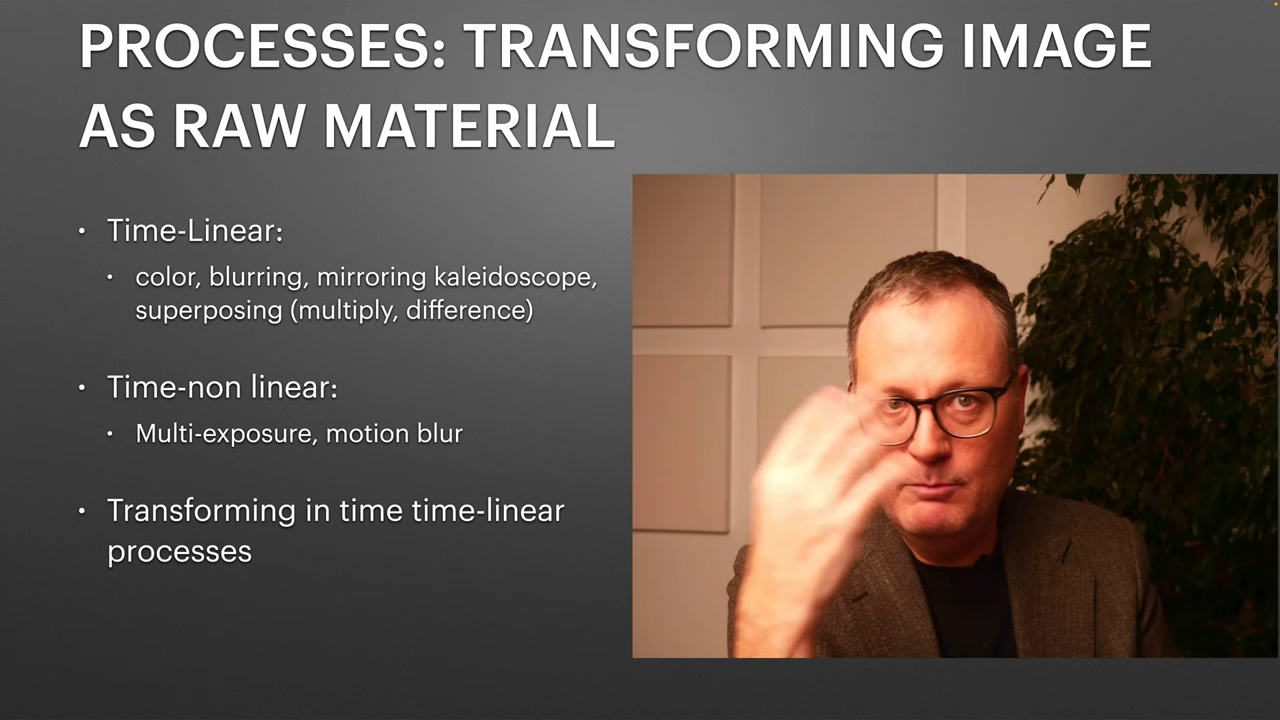 PROCESSES: TRANSFORMING IMAGE
AS RAW MATERIAL
• Time-Linear:
• color, blurring, mirroring kaleidoscope,
superposing (multiply, difference)
• Time-non linear:
• Multi-exposure, motion blur
• Transforming in time time-linear
processes